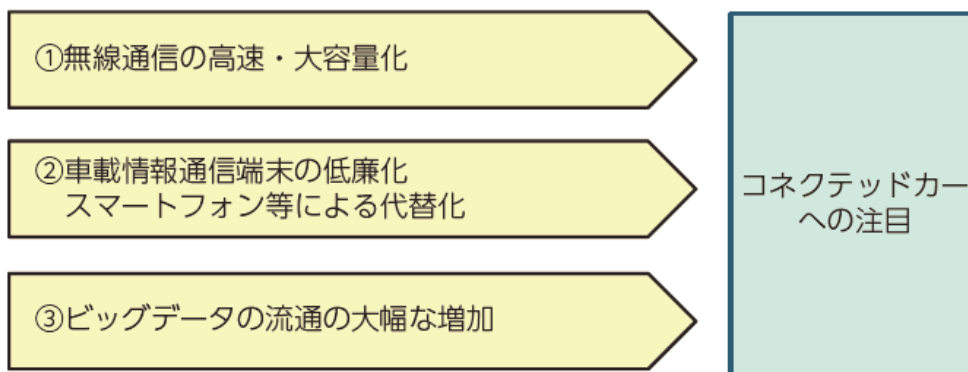 ①無線通信の高速・大容量化
②車載情報通信端末の低廉化
スマートフォン等による代替化
③ビッグデータの流通の大幅な増加
コネクテッドカー
への注目